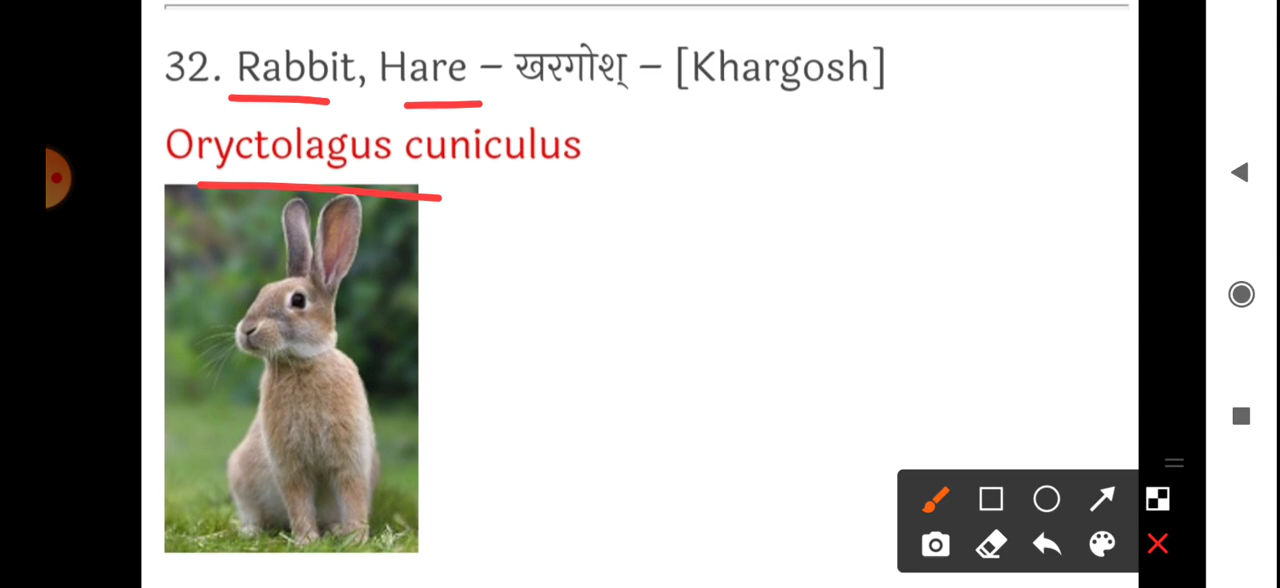 32. Rabbit, Hare – खरगोश् – [Khargosh]
Oryctolagus cuniculus